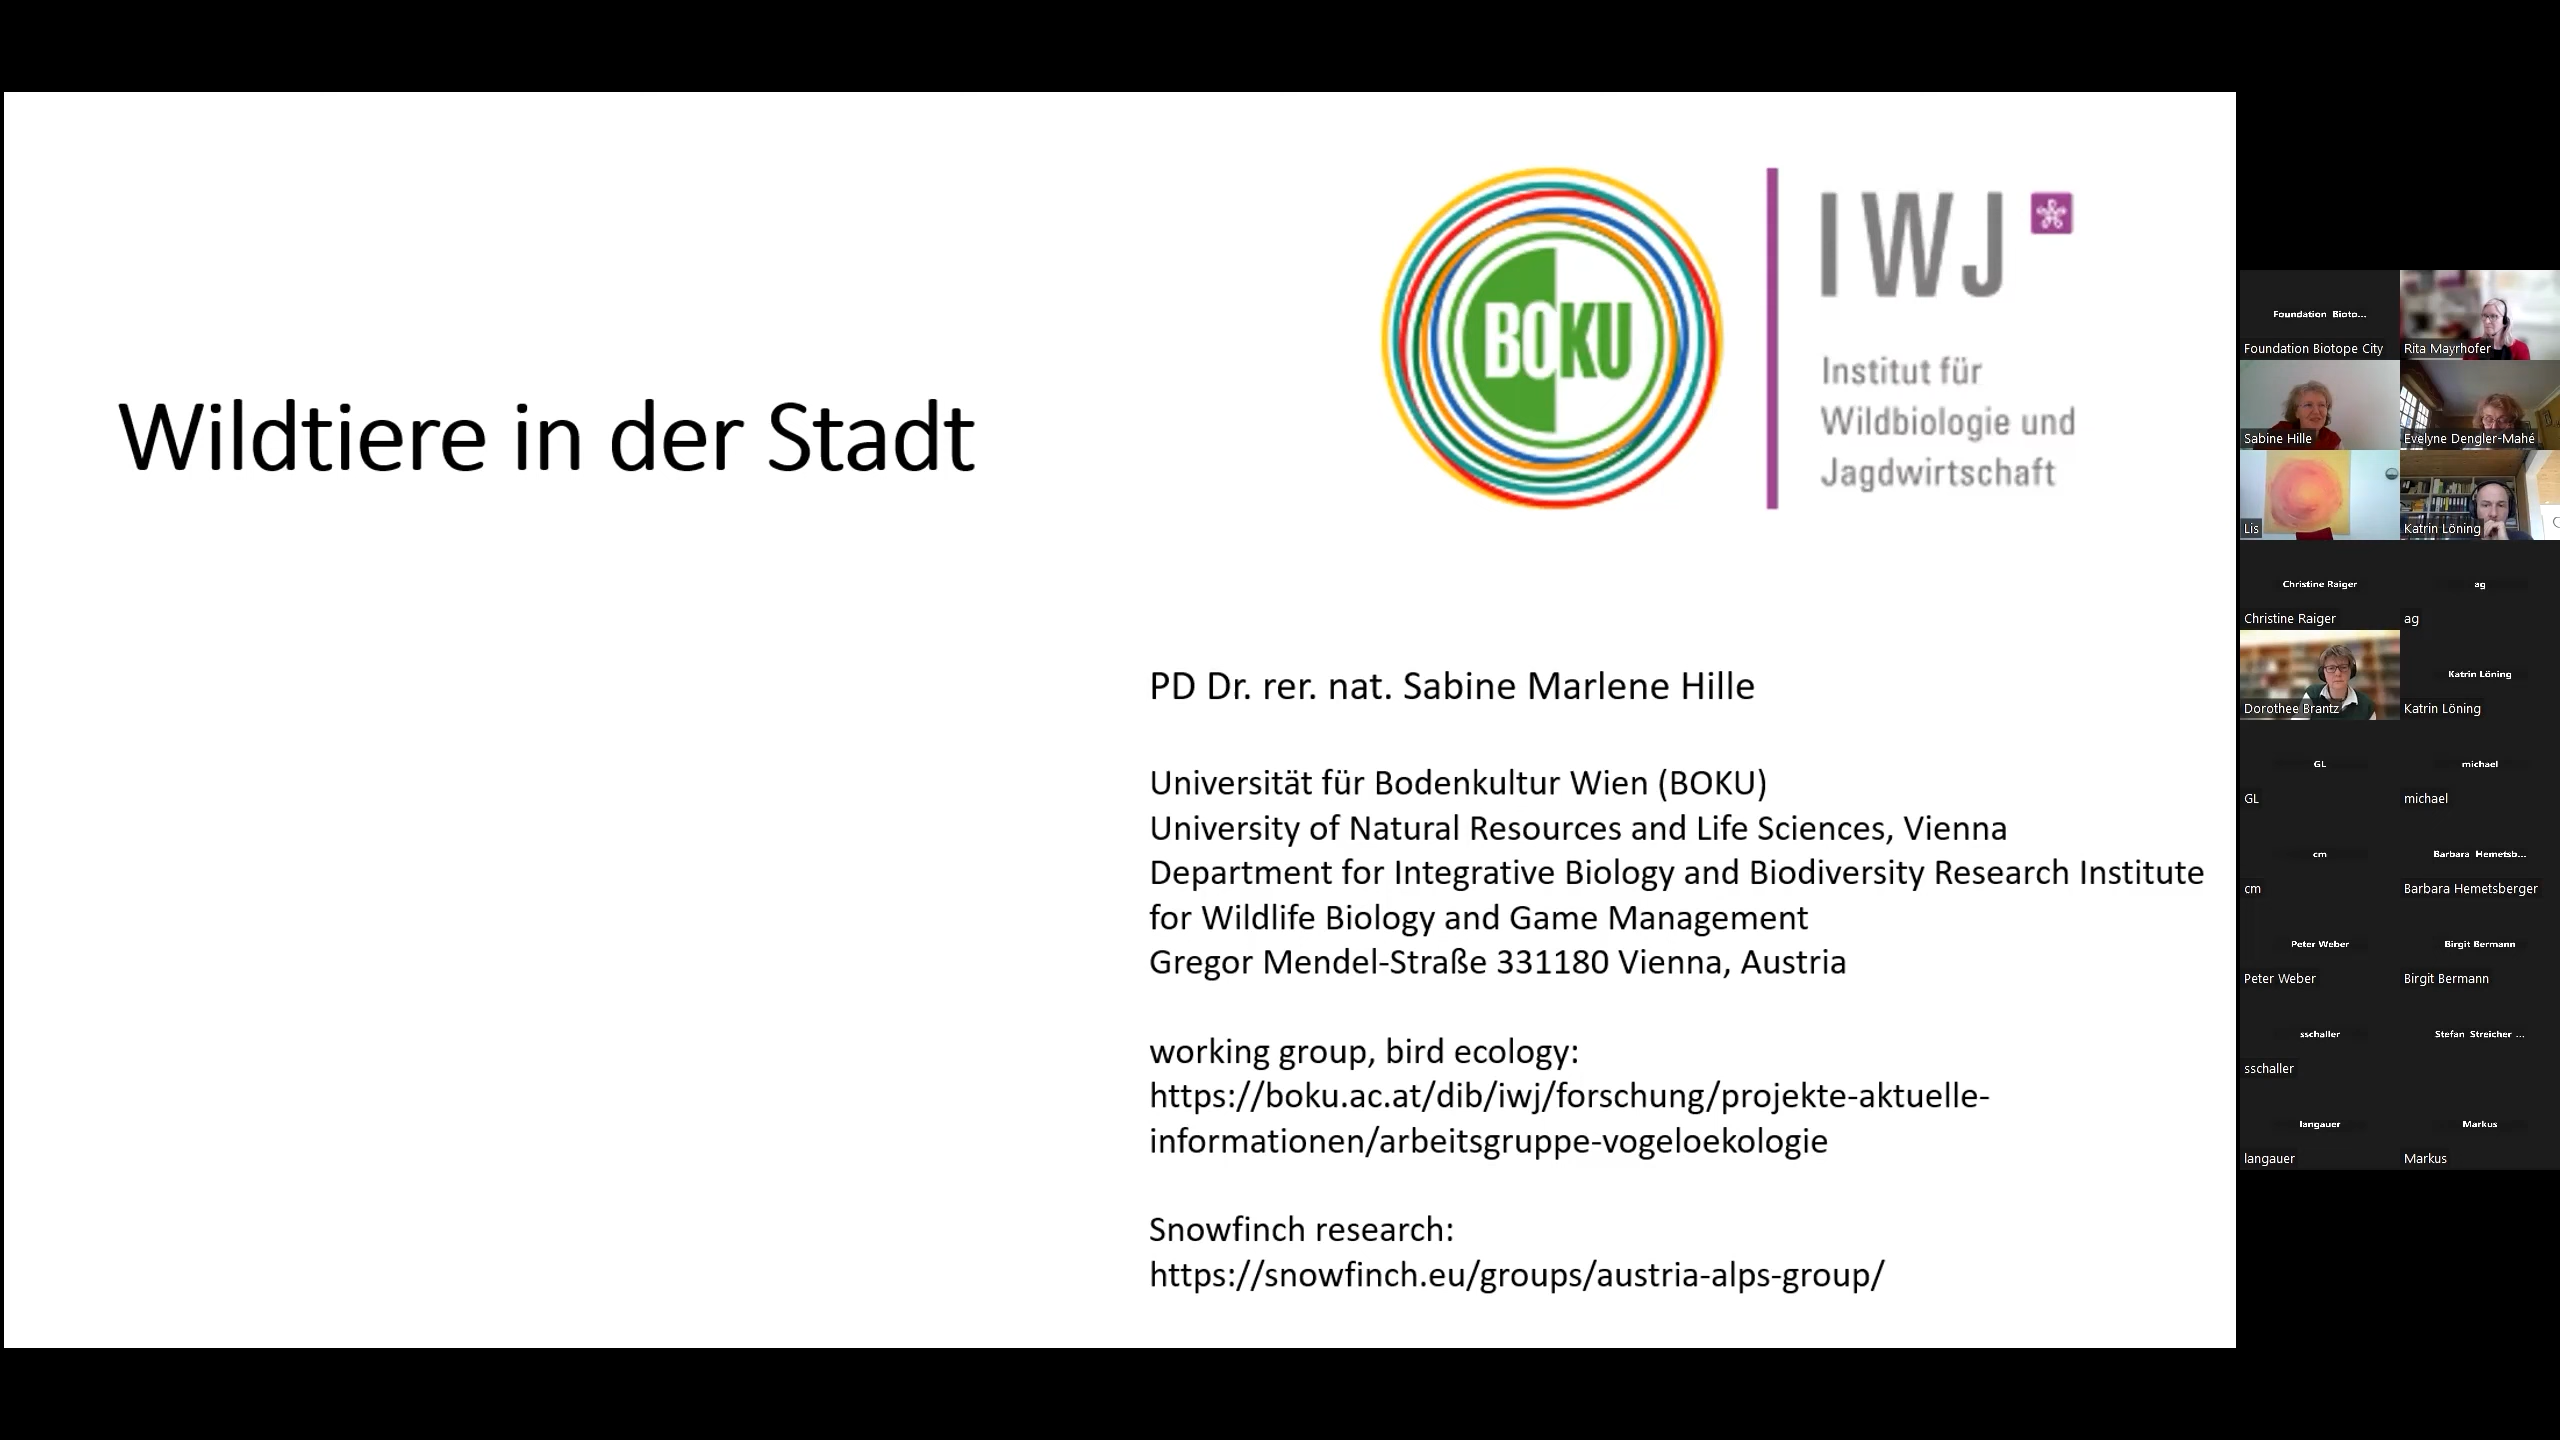 Wildtiere in der Stadt
BOKU
IWJ
Institut für
Wildbiologie und
Jagdwirtschaft
PD Dr. rer. nat. Sabine Marlene Hille
Universität für Bodenkultur Wien (BOKU)
University of Natural Resources and Life Sciences, Vienna
Department for Integrative Biology and Biodiversity Research Institute
for Wildlife Biology and Game Management
Gregor Mendel-Straße 331180 Vienna, Austria
working group, bird ecology:
https://boku.ac.at/dib/iwj/forschung/projekte-aktuelle-
informationen/arbeitsgruppe-vogeloekologie
Snowfinch research:
https://snowfinch.eu/groups/austria-alps-group/
Foundation Bioto...
Foundation Biotope City
Rita Mayrhofer
Sabine Hille
Evelyne Dengler-Mahé
Lis
Katrin Löning
Christine Raiger
Christine Raiger
ag
ag
Dorothee Brantz
Katrin Löning
Katrin Löning
GL
GL
michael
michael
cm
cm
Barbara Hemetsb...
Barbara Hemetsberger
Peter Weber
Peter Weber
Birgit Bermann
Birgit Bermann
sschaller
sschaller
Stefan Streicher ...
langauer
langauer
Markus
Markus